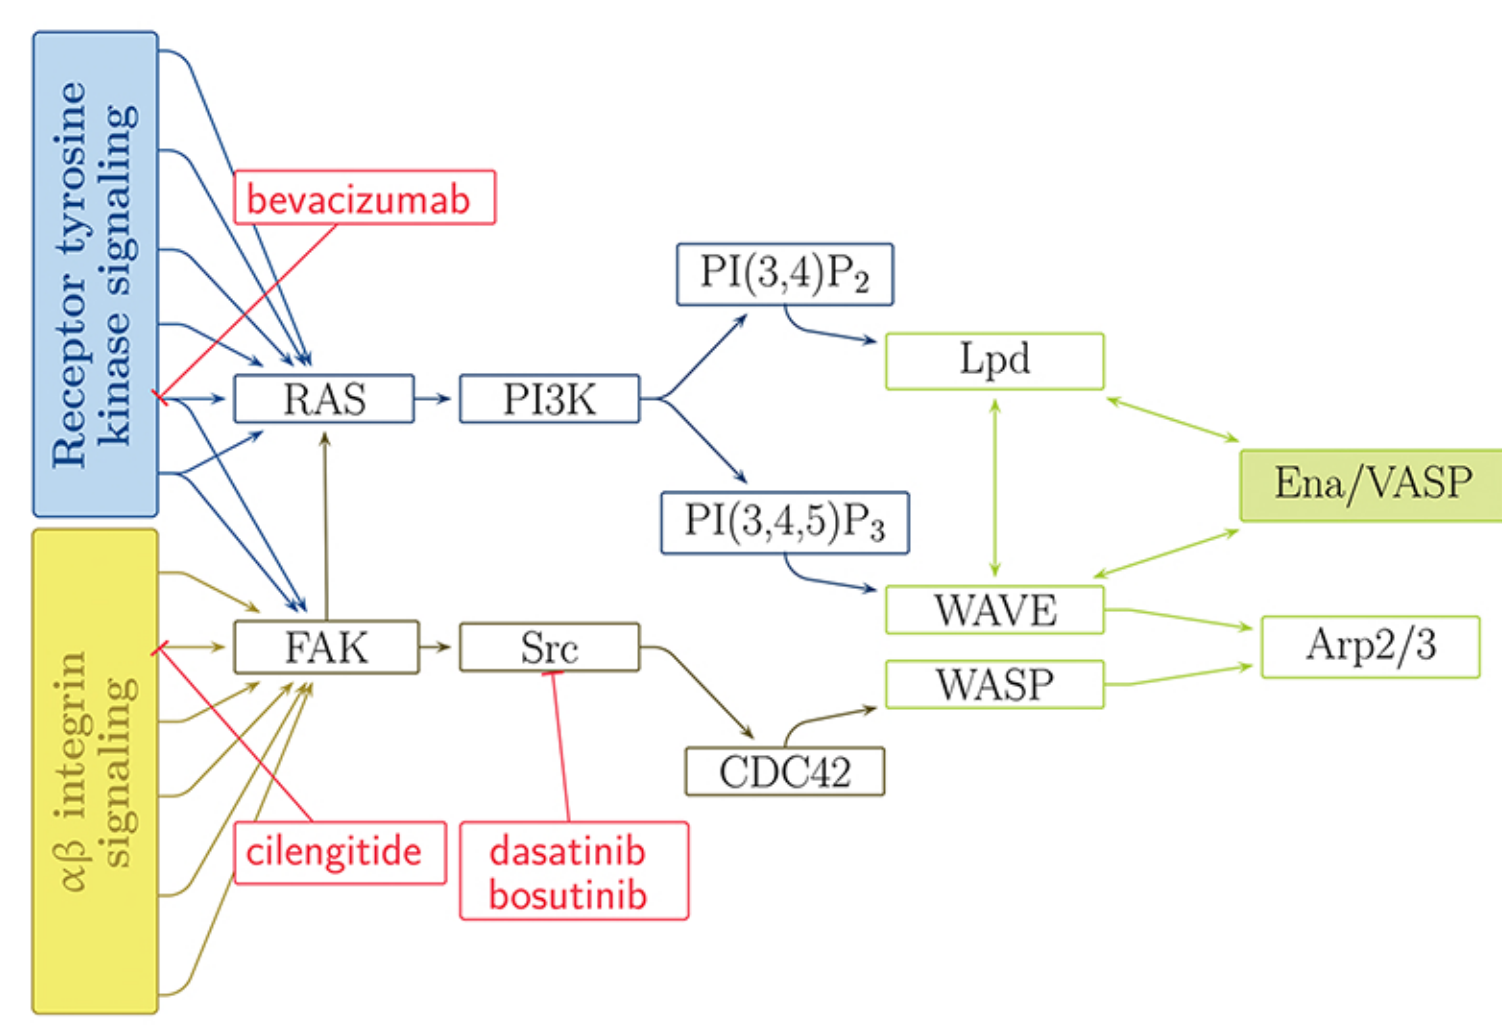 Receptor tyrosine
kinase signaling
bevacizumab
PI(3,4)P₂
Lpd
RAS
PI3K
Ena/VASP
PI(3,4,5)P₃
WAVE
Arp2/3
FAK
Src
WASP
CDC42
αβ integrin
signaling
cilengitide
dasatinib
bosutinib